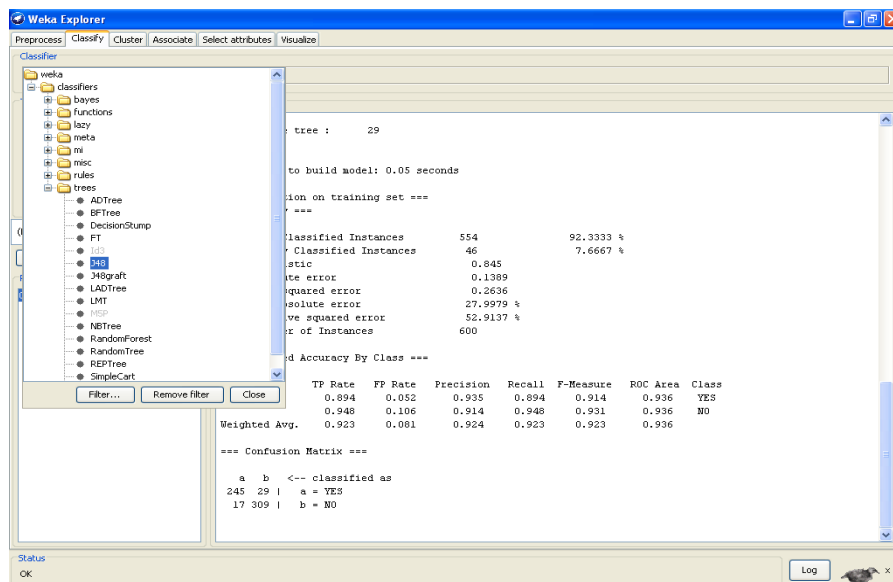 Weka Explorer
Preprocess Classify Cluster Associate Select attributes Visualize
Classifier
weka
classifiers
bayes
functions
lazy
meta
mi
misc
rules
trees
ADTree
BFTree
DecisionStump
FT
Id3
J48
J48graft
LADTree
LMT
M5P
NBTree
RandomForest
RandomTree
REPTree
SimpleCart
Filter... Remove filter Close
e tree : 29
to build model: 0.05 seconds
tion on training set ===
y ===
Classified Instances 554 92.3333 %
y Classified Instances 46 7.6667 %
istic 0.845
ute error 0.1389
squared error 0.2636
bsolute error 27.9979 %
ve squared error 52.9137 %
er of Instances 600
ed Accuracy By Class ===
TP Rate FP Rate Precision Recall F-Measure ROC Area Class
0.894 0.052 0.935 0.894 0.914 0.936 YES
0.948 0.106 0.914 0.948 0.931 0.936 NO
Weighted Avg. 0.923 0.081 0.924 0.923 0.923 0.936
=== Confusion Matrix ===
a b <-- classified as
245 29 | a = YES
17 309 | b = NO
Status
OK
Log
x